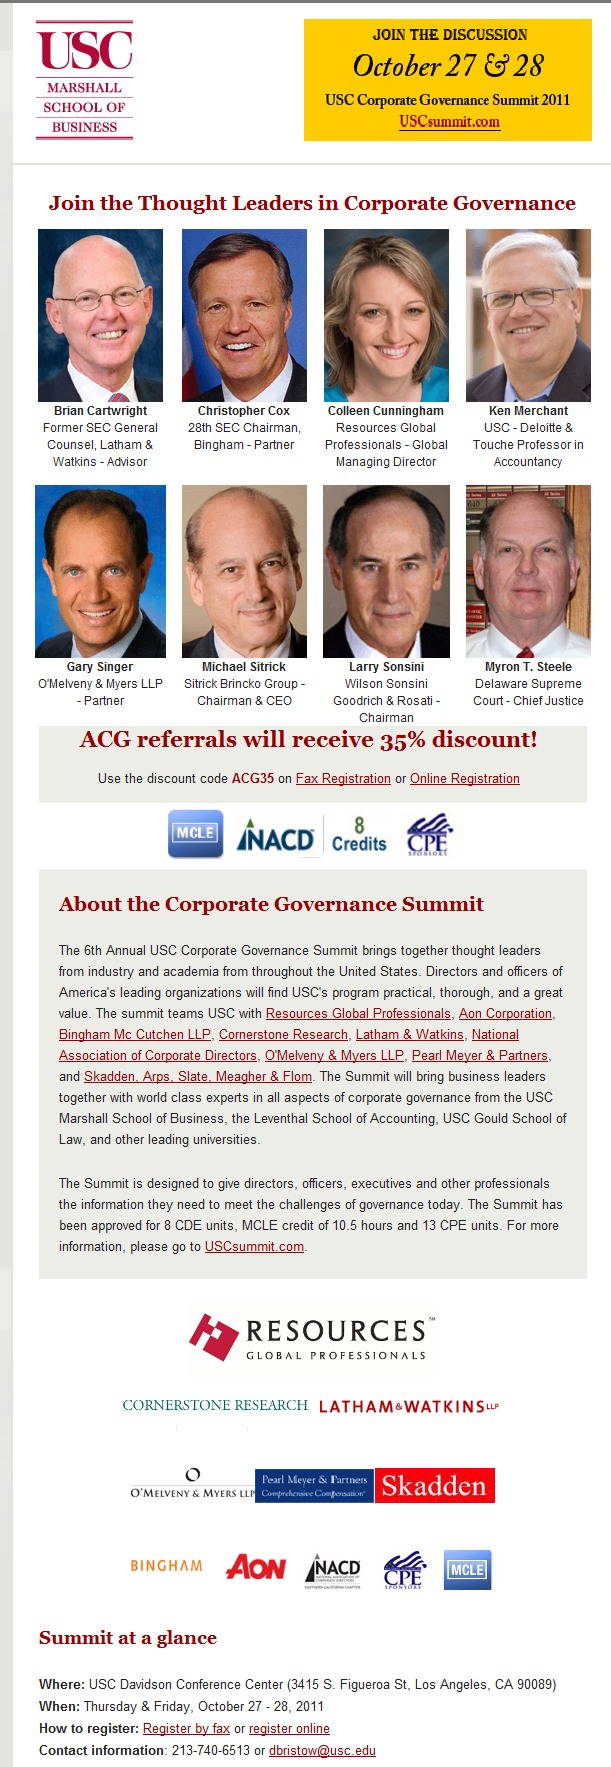 USC
MARSHALL
SCHOOL OF
BUSINESS
JOIN THE DISCUSSION
October 27 & 28
USC Corporate Governance Summit 2011
USCsummit.com
Join the Thought Leaders in Corporate Governance
Brian Cartwright
Former SEC General
Counsel, Latham &
Watkins - Advisor
Christopher Cox
28th SEC Chairman,
Bingham - Partner
Colleen Cunningham
Resources Global
Professionals - Global
Managing Director
Ken Merchant
USC - Deloitte &
Touche Professor in
Accountancy
Gary Singer
O'Melveny & Myers LLP
- Partner
Michael Sitrick
Sitrick Brincko Group -
Chairman & CEO
Larry Sonsini
Wilson Sonsini
Goodrich & Rosati -
Chairman
Myron T. Steele
Delaware Supreme
Court - Chief Justice
ACG referrals will receive 35% discount!
Use the discount code ACG35 on Fax Registration or Online Registration
MCLE
NACD
8
Credits
CPE
SPONSORS
About the Corporate Governance Summit
The 6th Annual USC Corporate Governance Summit brings together thought leaders
from industry and academia from throughout the United States. Directors and officers of
America's leading organizations will find USC's program practical, thorough, and a great
value. The summit teams USC with Resources Global Professionals, Aon Corporation,
Bingham Mc Cutchen LLP, Cornerstone Research, Latham & Watkins, National
Association of Corporate Directors, O'Melveny & Myers LLP, Pearl Meyer & Partners,
and Skadden, Arps, Slate, Meagher & Flom. The Summit will bring business leaders
together with world class experts in all aspects of corporate governance from the USC
Marshall School of Business, the Leventhal School of Accounting, USC Gould School of
Law, and other leading universities.
The Summit is designed to give directors, officers, executives and other professionals
the information they need to meet the challenges of governance today. The Summit has
been approved for 8 CDE units, MCLE credit of 10.5 hours and 13 CPE units. For more
information, please go to USCsummit.com.
RESOURCES SM
GLOBAL PROFESSIONALS
CORNERSTONE RESEARCH
LATHAM&WATKINS LLP
O'MELVENY & MYERS LLP
Pearl Meyer & Partners
Comprehensive Compensation
Skadden
BINGHAM
AON
NACD
NATIONAL ASSOCIATION OF
CORPORATE DIRECTORS
SOUTHERN CALIFORNIA CHAPTER
CPE
SPONSORS
MCLE
Summit at a glance
Where: USC Davidson Conference Center (3415 S. Figueroa St, Los Angeles, CA 90089)
When: Thursday & Friday, October 27 - 28, 2011
How to register: Register by fax or register online
Contact information: 213-740-6513 or dbristow@usc.edu